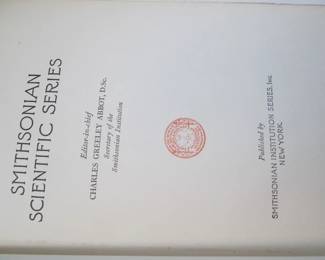 SMITHSONIAN
SCIENTIFIC SERIES
Editor-in-chief
CHARLES GREELEY ABBOT, D.Sc.
Secretary of the
Smithsonian Institution
Published by
SMITHSONIAN INSTITUTION SERIES, Inc.
NEW YORK